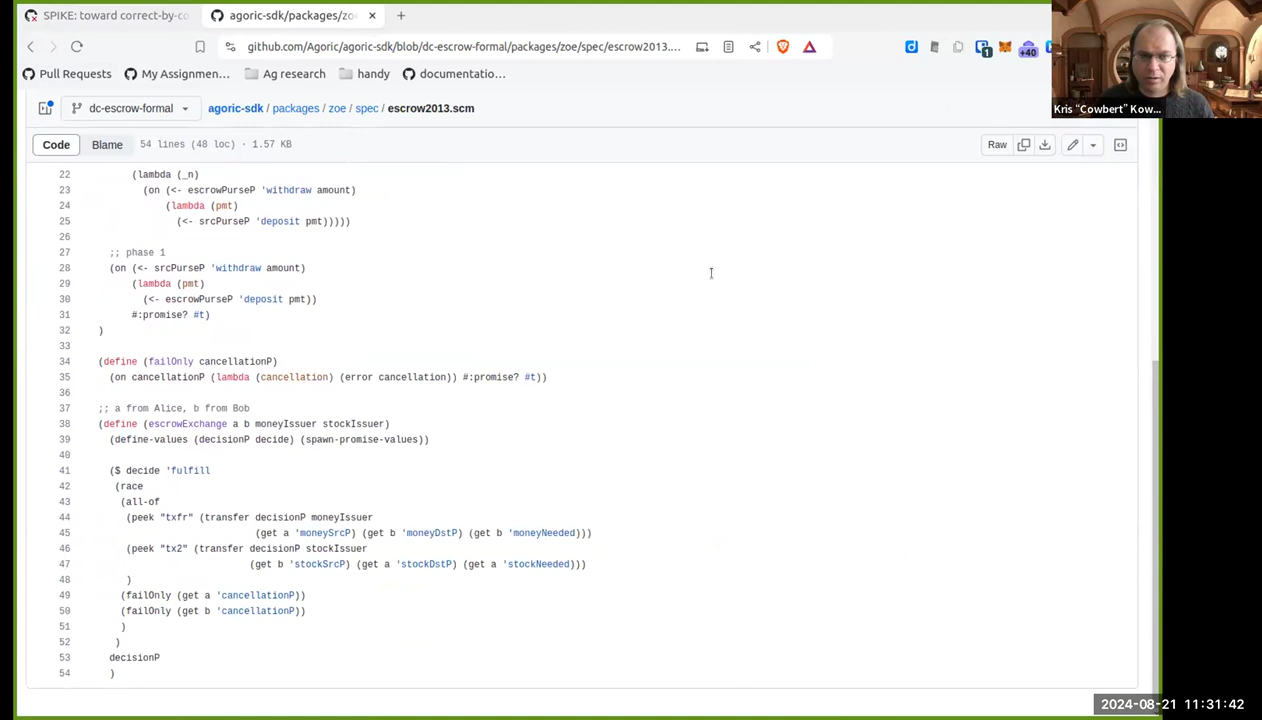 SPIKE: toward correct-by-co
agoric-sdk/packages/zoe
github.com/Agoric/agoric-sdk/blob/dc-escrow-formal/packages/zoe/spec/escrow2013....
1
+40
Pull Requests
My Assignmen...
Ag research
handy
documentatio...
Kris “Cowbert” Kow...
dc-escrow-formal
agoric-sdk / packages / zoe / spec / escrow2013.scm
Code
Blame
54 lines (48 loc) · 1.57 KB
Raw
22 (lambda (_n)
23 (on (<- escrowPurseP 'withdraw amount)
24 (lambda (pmt)
25 (<- srcPurseP 'deposit pmt)))))
26
27 ;; phase 1
28 (on (<- srcPurseP 'withdraw amount)
29 (lambda (pmt)
30 (<- escrowPurseP 'deposit pmt))
31 #:promise? #t)
32 )
33
34 (define (failOnly cancellationP)
35 (on cancellationP (lambda (cancellation) (error cancellation)) #:promise? #t))
36
37 ;; a from Alice, b from Bob
38 (define (escrowExchange a b moneyIssuer stockIssuer)
39 (define-values (decisionP decide) (spawn-promise-values))
40
41 ($ decide 'fulfill
42 (race
43 (all-of
44 (peek "txfr" (transfer decisionP moneyIssuer
45 (get a 'moneySrcP) (get b 'moneyDstP) (get b 'moneyNeeded)))
46 (peek "tx2" (transfer decisionP stockIssuer
47 (get b 'stockSrcP) (get a 'stockDstP) (get a 'stockNeeded)))
48 )
49 (failOnly (get a 'cancellationP))
50 (failOnly (get b 'cancellationP))
51 )
52 )
53 decisionP
54 )
2024-08-21 11:31:42